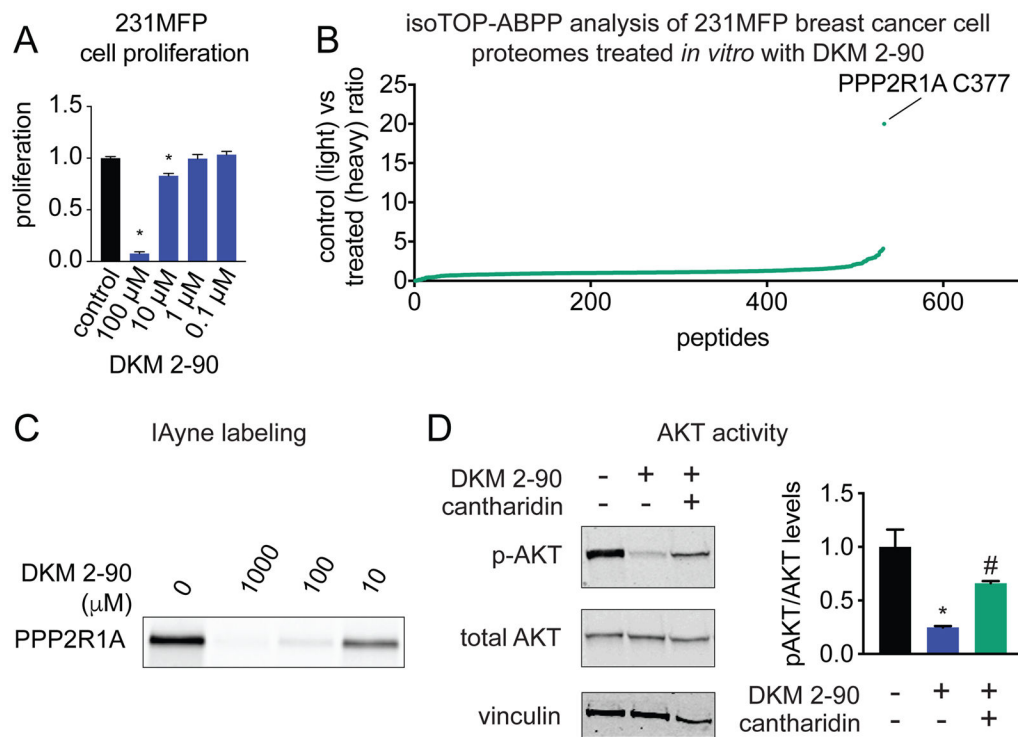 A
231MFP
cell proliferation
proliferation
1.5
1.0
0.5
0.0
*
*
control
100 µM
10 µM
1 µM
0.1 µM
DKM 2-90
B
isoTOP-ABPP analysis of 231MFP breast cancer cell
proteomes treated in vitro with DKM 2-90
control (light) vs
treated (heavy) ratio
25
20
15
10
5
0
PPP2R1A C377
0
200
400
600
peptides
C
IAyne labeling
DKM 2-90
(µM)
0
1000
100
10
PPP2R1A
D
AKT activity
DKM 2-90 - + +
cantharidin - - +
p-AKT
total AKT
vinculin
pAKT/AKT levels
1.5
1.0
0.5
0.0
*
#
DKM 2-90 - + +
cantharidin - - +